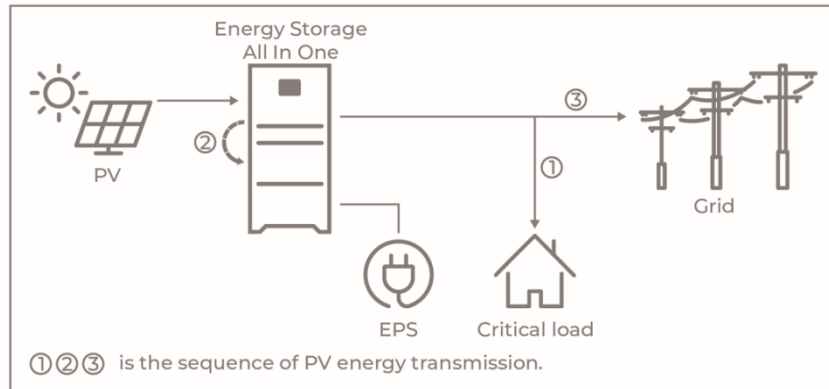 Energy Storage
All In One
③
②
①
PV
Grid
EPS
Critical load
①②③ is the sequence of PV energy transmission.